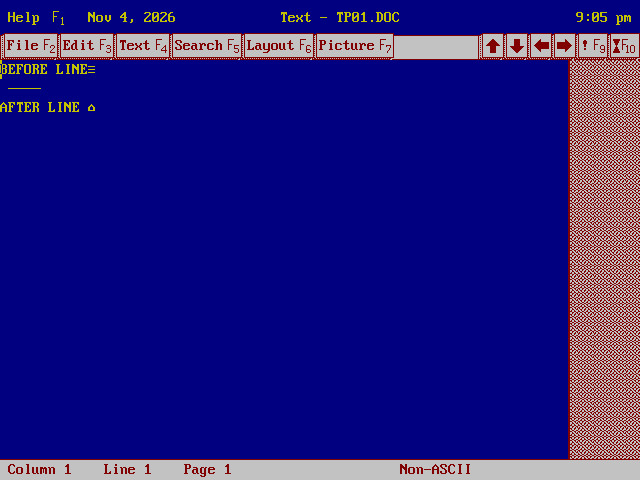 Help F1 Nov 4, 2026 Text - TP01.DOC 9:05 pm
File F2 Edit F3 Text F4 Search F5 Layout F6 Picture F7 ! F9 F10
BEFORE LINE≡
AFTER LINE ⌂
Column 1 Line 1 Page 1 Non-ASCII